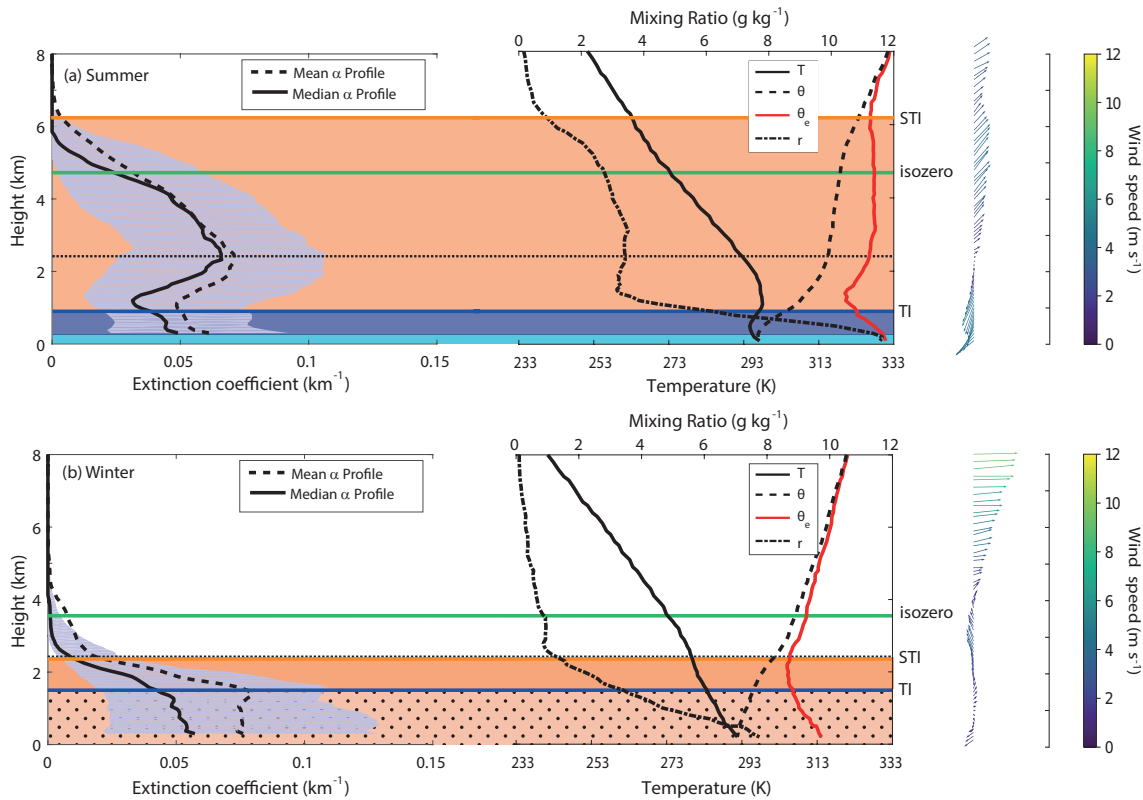 Mixing Ratio (g kg⁻¹)
0 2 4 6 8 10 12
(a) Summer
Mean α Profile
Median α Profile
T
θ
θe
r
8
6
4
2
0
Height (km)
STI
isozero
TI
0.05 0.1 0.15
Extinction coefficient (km⁻¹)
233 253 273 293 313 333
Temperature (K)
12
10
8
6
4
2
0
Wind speed (m s⁻¹)
Mixing Ratio (g kg⁻¹)
0 2 4 6 8 10 12
(b) Winter
Mean α Profile
Median α Profile
T
θ
θe
r
8
6
4
2
0
Height (km)
isozero
STI
TI
0 0.05 0.1 0.15
Extinction coefficient (km⁻¹)
233 253 273 293 313 333
Temperature (K)
12
10
8
6
4
2
0
Wind speed (m s⁻¹)